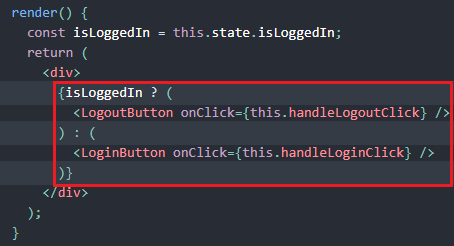 render() {
const isLoggedIn = this.state.isLoggedIn;
return (
<div>
{isLoggedIn ? (
<LogoutButton onClick={this.handleLogoutClick} />
) : (
<LoginButton onClick={this.handleLoginClick} />
)}
</div>
);
}